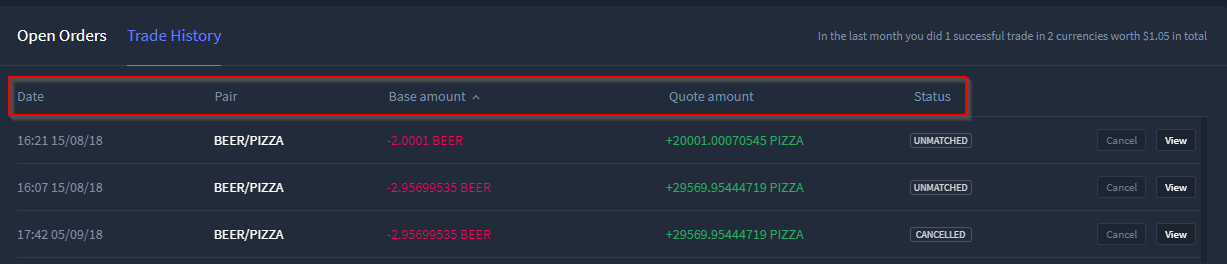 Open Orders Trade History In the last month you did 1 successful trade in 2 currencies worth $1.05 in total
Date Pair Base amount Quote amount Status
16:21 15/08/18 BEER/PIZZA -2.0001 BEER +20001.00070545 PIZZA UNMATCHED Cancel View
16:07 15/08/18 BEER/PIZZA -2.95699535 BEER +29569.95444719 PIZZA UNMATCHED Cancel View
17:42 05/09/18 BEER/PIZZA -2.95699535 BEER +29569.95444719 PIZZA CANCELLED Cancel View